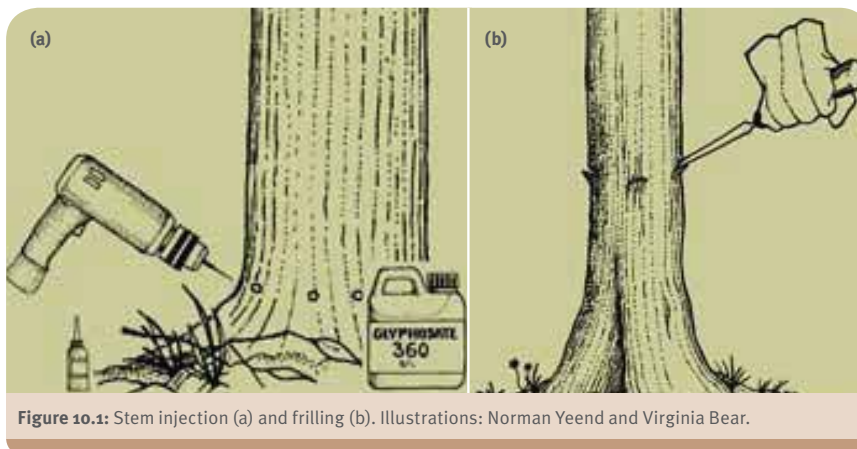 (a)
(b)
GLYPHOSATE
360
g/L
Figure 10.1: Stem injection (a) and frilling (b). Illustrations: Norman Yeend and Virginia Bear.